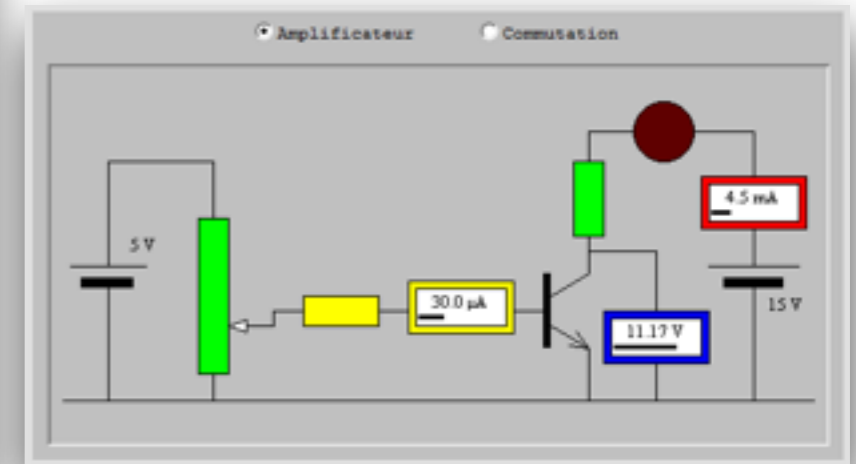 Amplificateur Commutation
4.5 mA
5 V
30.0 µA
15 V
11.17 V